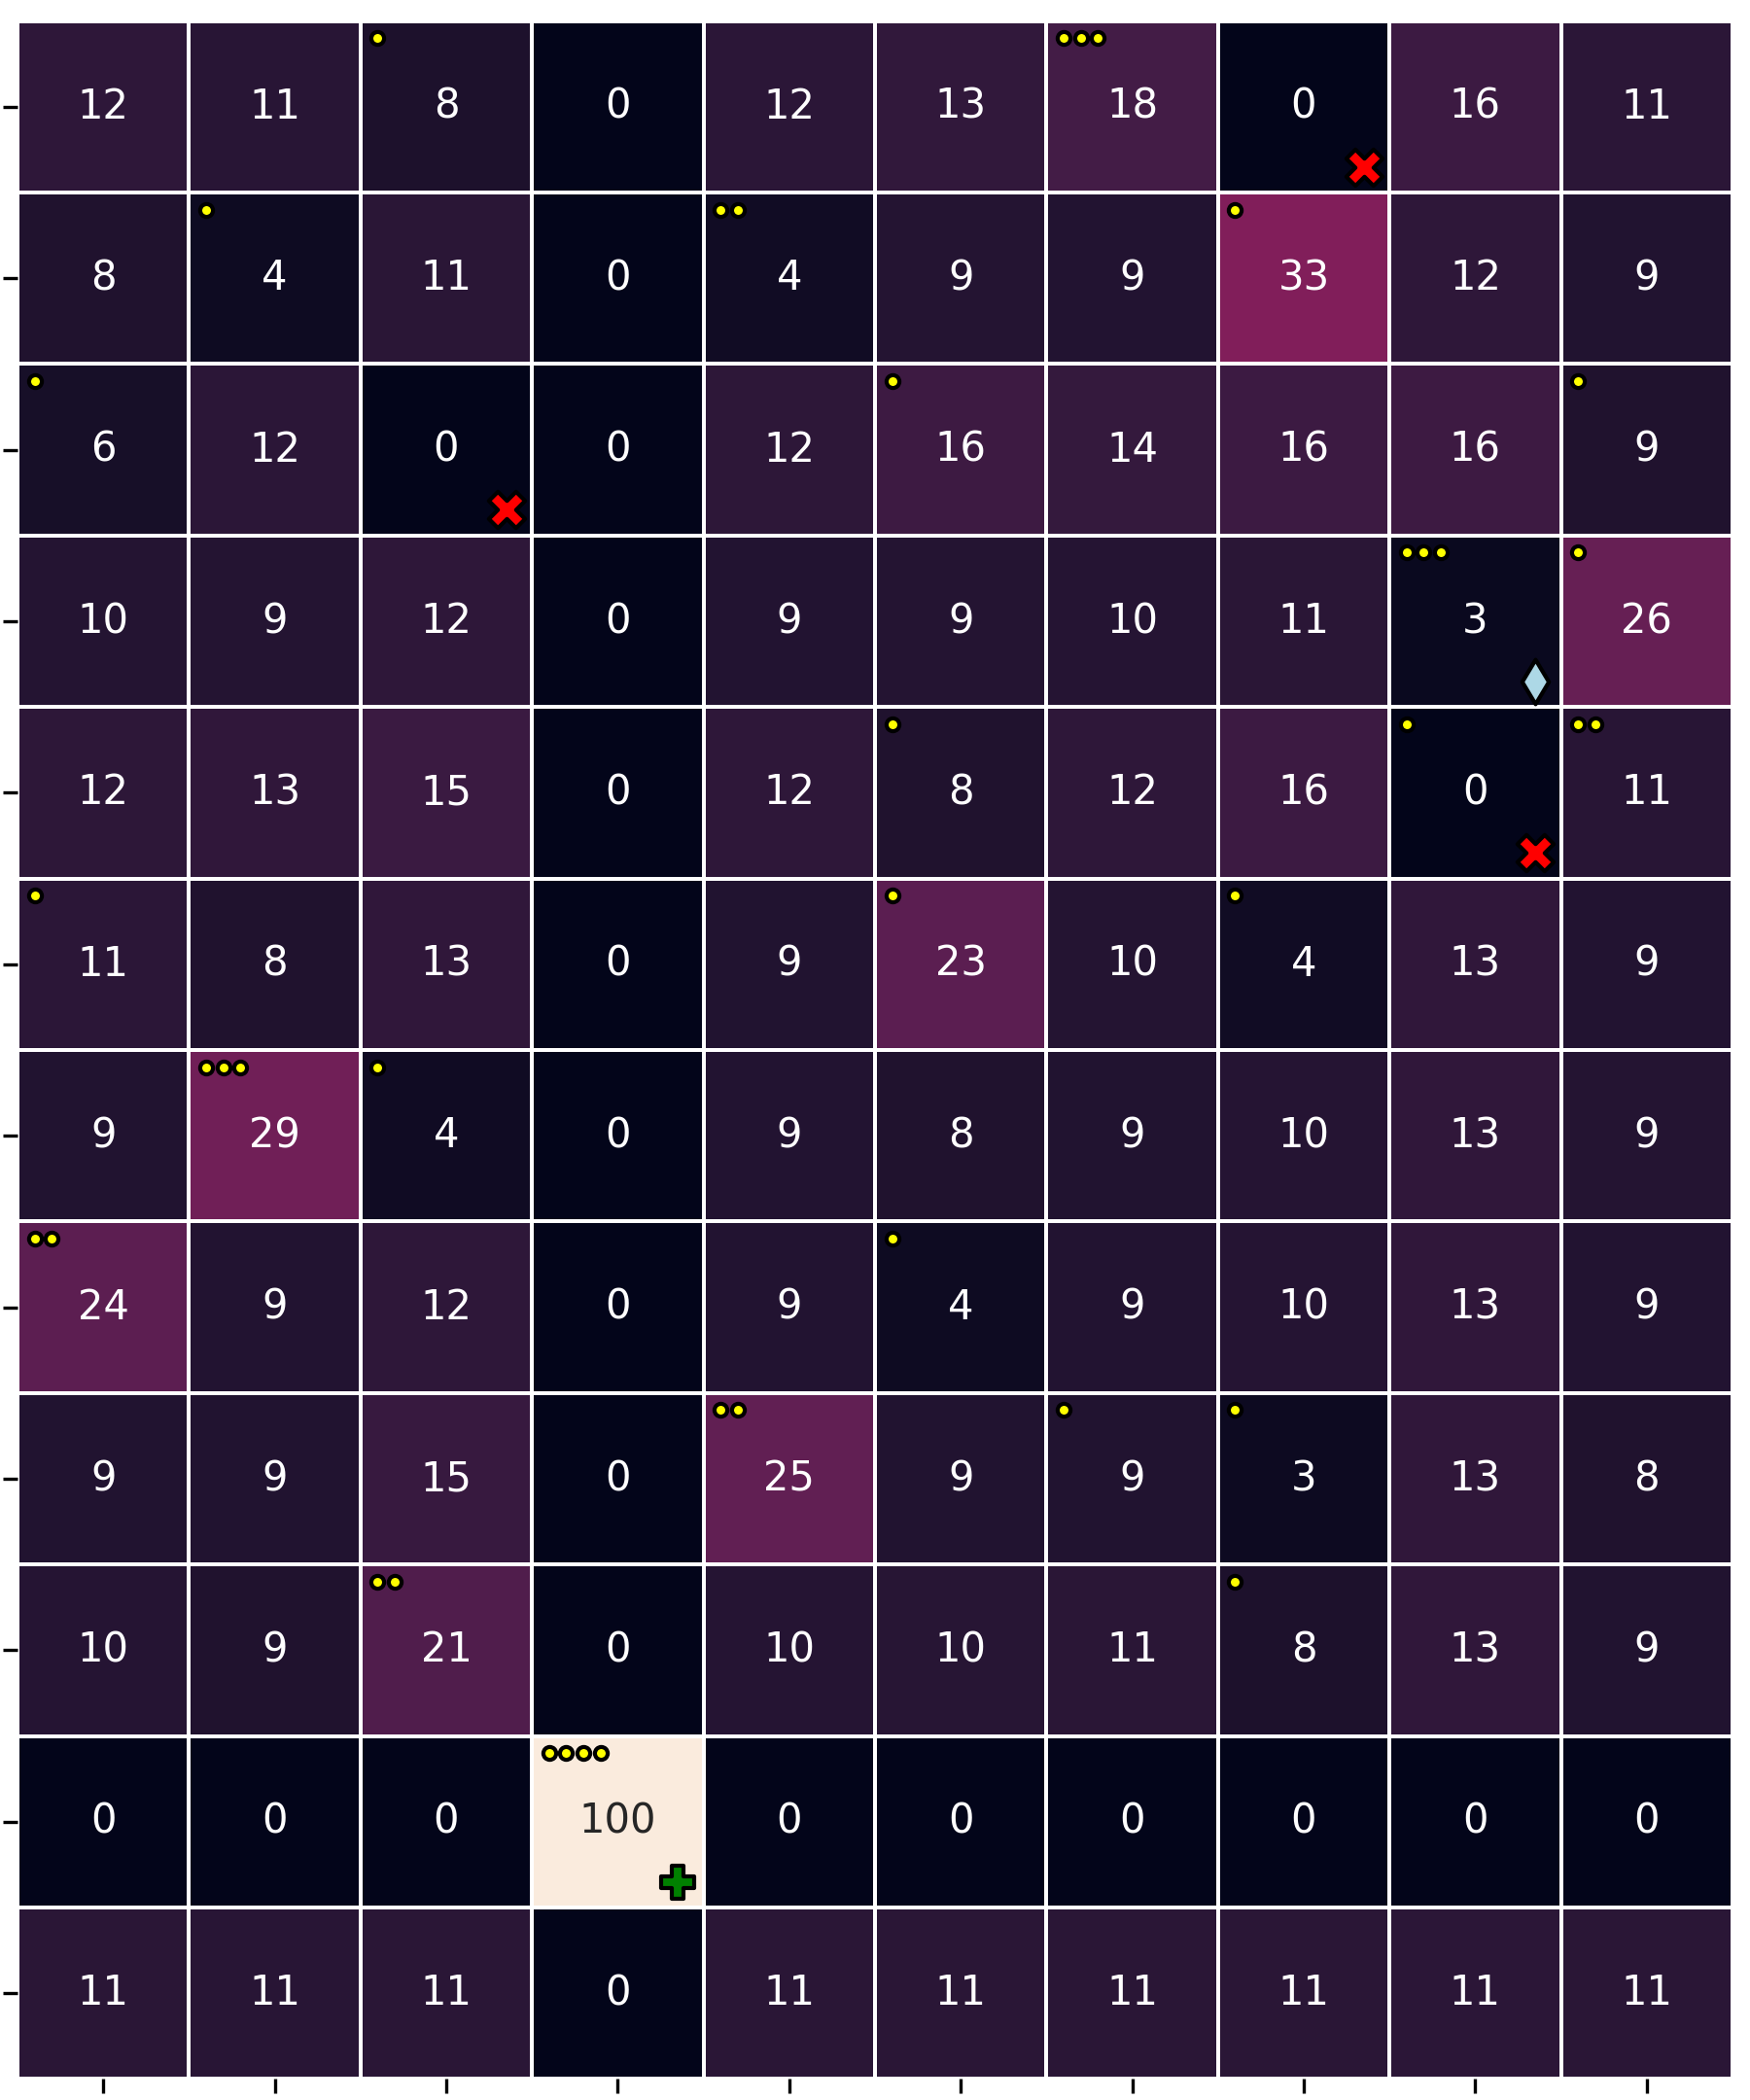 12 11 8 0 12 13 18 0 16 11
8 4 11 0 4 9 9 33 12 9
6 12 0 0 12 16 14 16 16 9
10 9 12 0 9 9 10 11 3 26
12 13 15 0 12 8 12 16 0 11
11 8 13 0 9 23 10 4 13 9
9 29 4 0 9 8 9 10 13 9
24 9 12 0 9 4 9 10 13 9
9 9 15 0 25 9 9 3 13 8
10 9 21 0 10 10 11 8 13 9
0 0 0 100 0 0 0 0 0 0
11 11 11 0 11 11 11 11 11 11